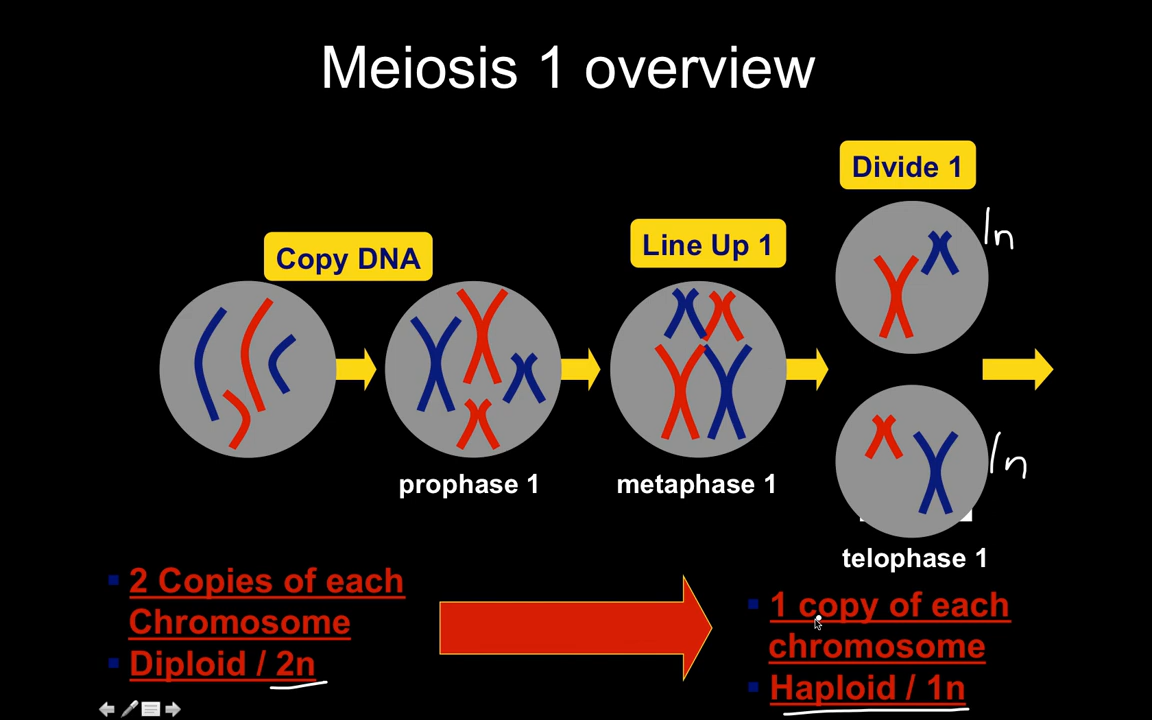 Meiosis 1 overview
Divide 1
1n
Line Up 1
Copy DNA
prophase 1
metaphase 1
1n
telophase 1
2 Copies of each
Chromosome
Diploid / 2n
1 copy of each
chromosome
Haploid / 1n